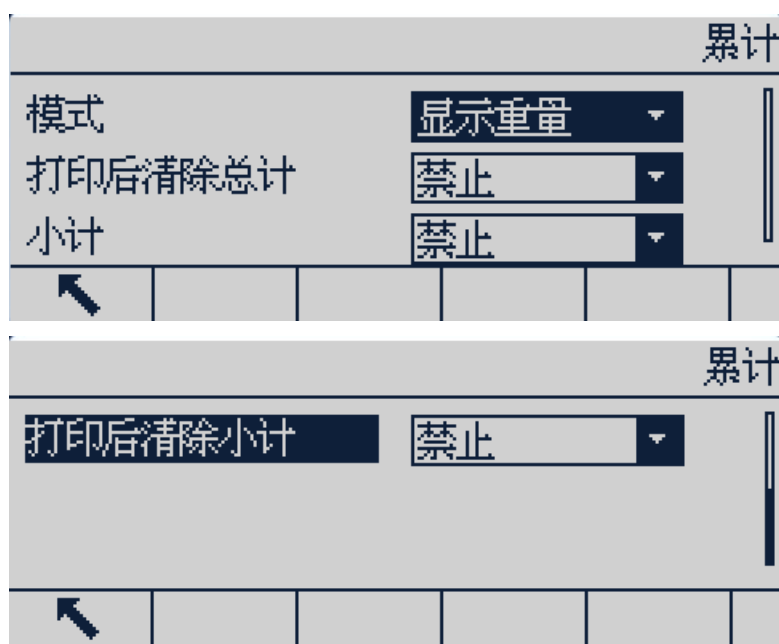 累计
模式 显示重量
打印后清除总计 禁止
小计 禁止
累计
打印后清除小计 禁止